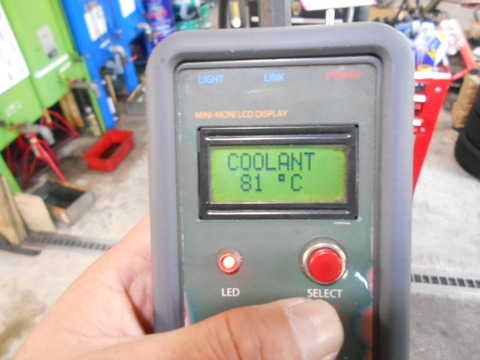 LIGHT LINK POWER
MINI-MONI LCD DISPLAY
COOLANT
81 °C
LED SELECT